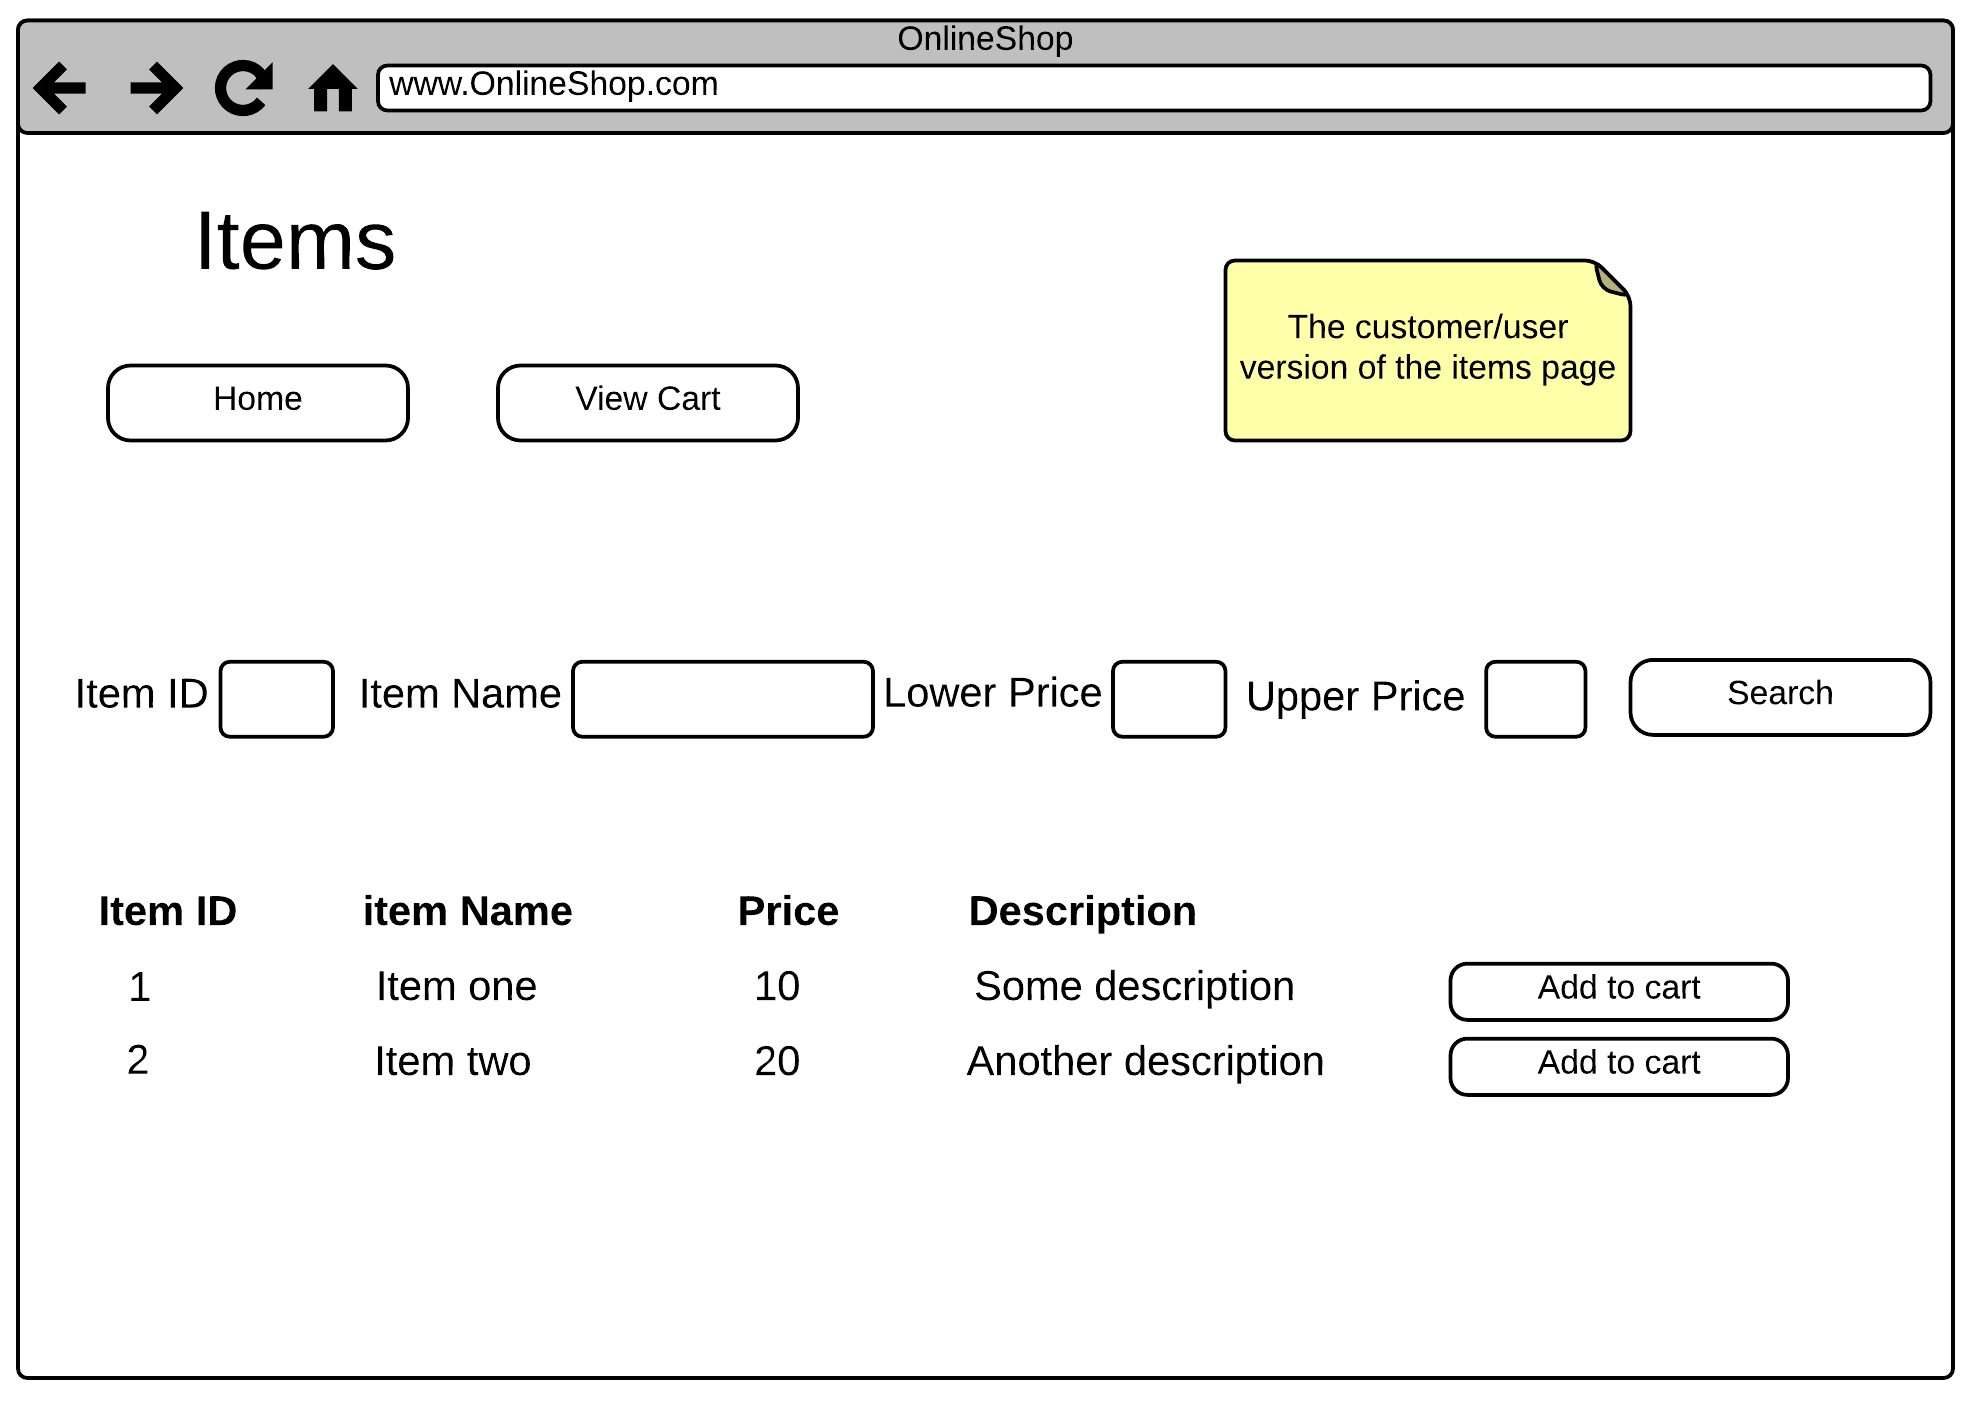 OnlineShop
www.OnlineShop.com
Items
The customer/user
version of the items page
Home
View Cart
Item ID
Item Name
Lower Price
Upper Price
Search
Item ID
item Name
Price
Description
1
Item one
10
Some description
Add to cart
2
Item two
20
Another description
Add to cart